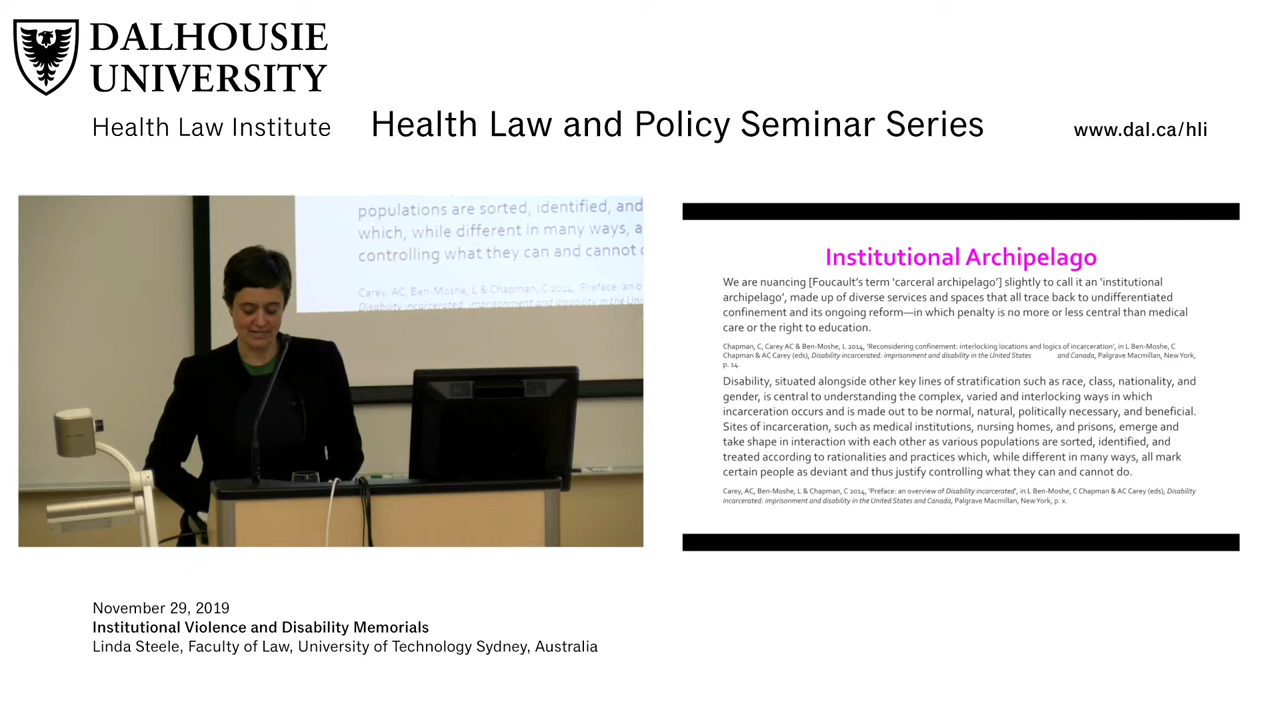 DALHOUSIE
UNIVERSITY
Health Law Institute
Health Law and Policy Seminar Series
www.dal.ca/hli
populations are sorted, identified, and
which, while different in many ways, a
controlling what they can and cannot
Carey, AC, Ben-Moshe, L & Chapman, C 2014, 'Preface: an o
Disability incarcerated: imprisonment and disability in the Uni
Institutional Archipelago
We are nuancing [Foucault's term 'carceral archipelago'] slightly to call it an 'institutional
archipelago', made up of diverse services and spaces that all trace back to undifferentiated
confinement and its ongoing reform—in which penalty is no more or less central than medical
care or the right to education.
Chapman, C, Carey AC & Ben-Moshe, L 2014, 'Reconsidering confinement: interlocking locations and logics of incarceration', in L Ben-Moshe, C
Chapman & AC Carey (eds), Disability incarcerated: imprisonment and disability in the United States and Canada, Palgrave Macmillan, New York,
p. 14.
Disability, situated alongside other key lines of stratification such as race, class, nationality, and
gender, is central to understanding the complex, varied and interlocking ways in which
incarceration occurs and is made out to be normal, natural, politically necessary, and beneficial.
Sites of incarceration, such as medical institutions, nursing homes, and prisons, emerge and
take shape in interaction with each other as various populations are sorted, identified, and
treated according to rationalities and practices which, while different in many ways, all mark
certain people as deviant and thus justify controlling what they can and cannot do.
Carey, AC, Ben-Moshe, L & Chapman, C 2014, 'Preface: an overview of Disability incarcerated', in L Ben-Moshe, C Chapman & AC Carey (eds), Disability
incarcerated: imprisonment and disability in the United States and Canada, Palgrave Macmillan, New York, p. x.
November 29, 2019
Institutional Violence and Disability Memorials
Linda Steele, Faculty of Law, University of Technology Sydney, Australia